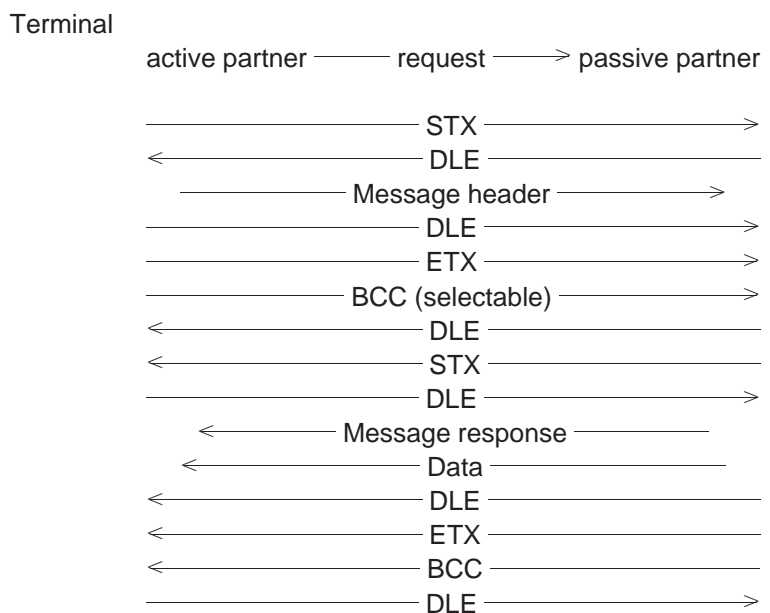 Terminal
active partner request passive partner
STX
DLE
Message header
DLE
ETX
BCC (selectable)
DLE
STX
DLE
Message response
Data
DLE
ETX
BCC
DLE